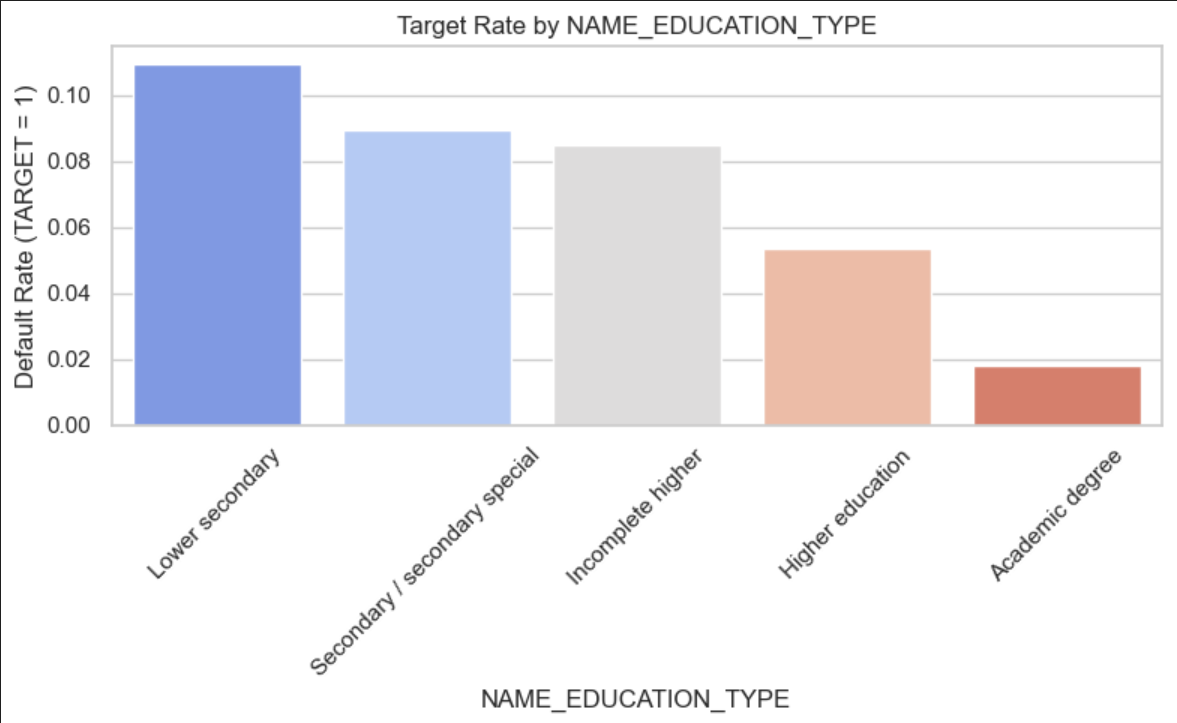 Target Rate by NAME_EDUCATION_TYPE
Default Rate (TARGET = 1)
0.10
0.08
0.06
0.04
0.02
0.00
Lower secondary
Secondary / secondary special
Incomplete higher
Higher education
Academic degree
NAME_EDUCATION_TYPE